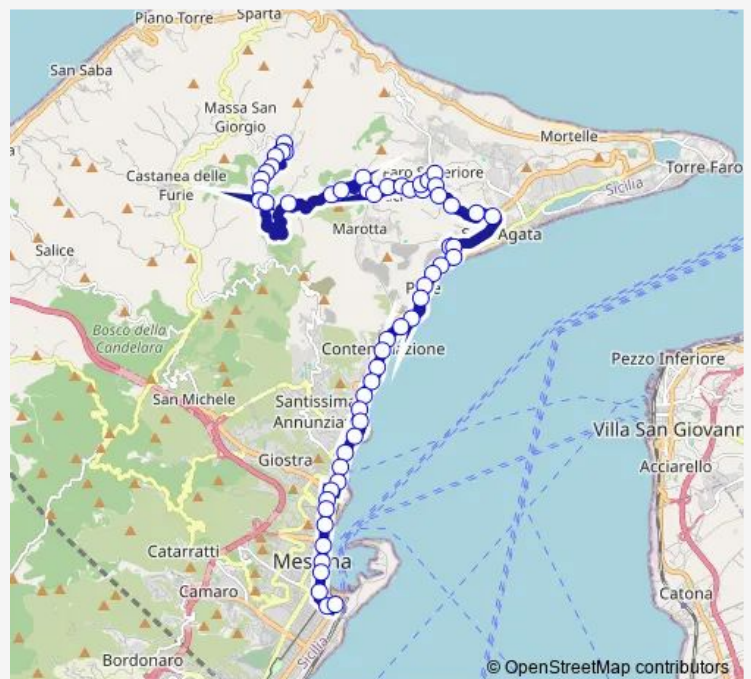 Piano Torre
Sparta
San Saba
Massa San
Giorgio
Mortelle
Castanea delle
Furie
Faro Superiore
Torre Faro
Sicilia
Marotta
Agata
Salice
Bosco della
Candelara
Contemplazione
Pezzo Inferiore
San Michele
Santissima
Annunzia
Villa San Giovann
Giostra
Acciarello
Catarratti
Messina
Camaro
Catona
Sicilia
Bordonaro
© OpenStreetMap contributors